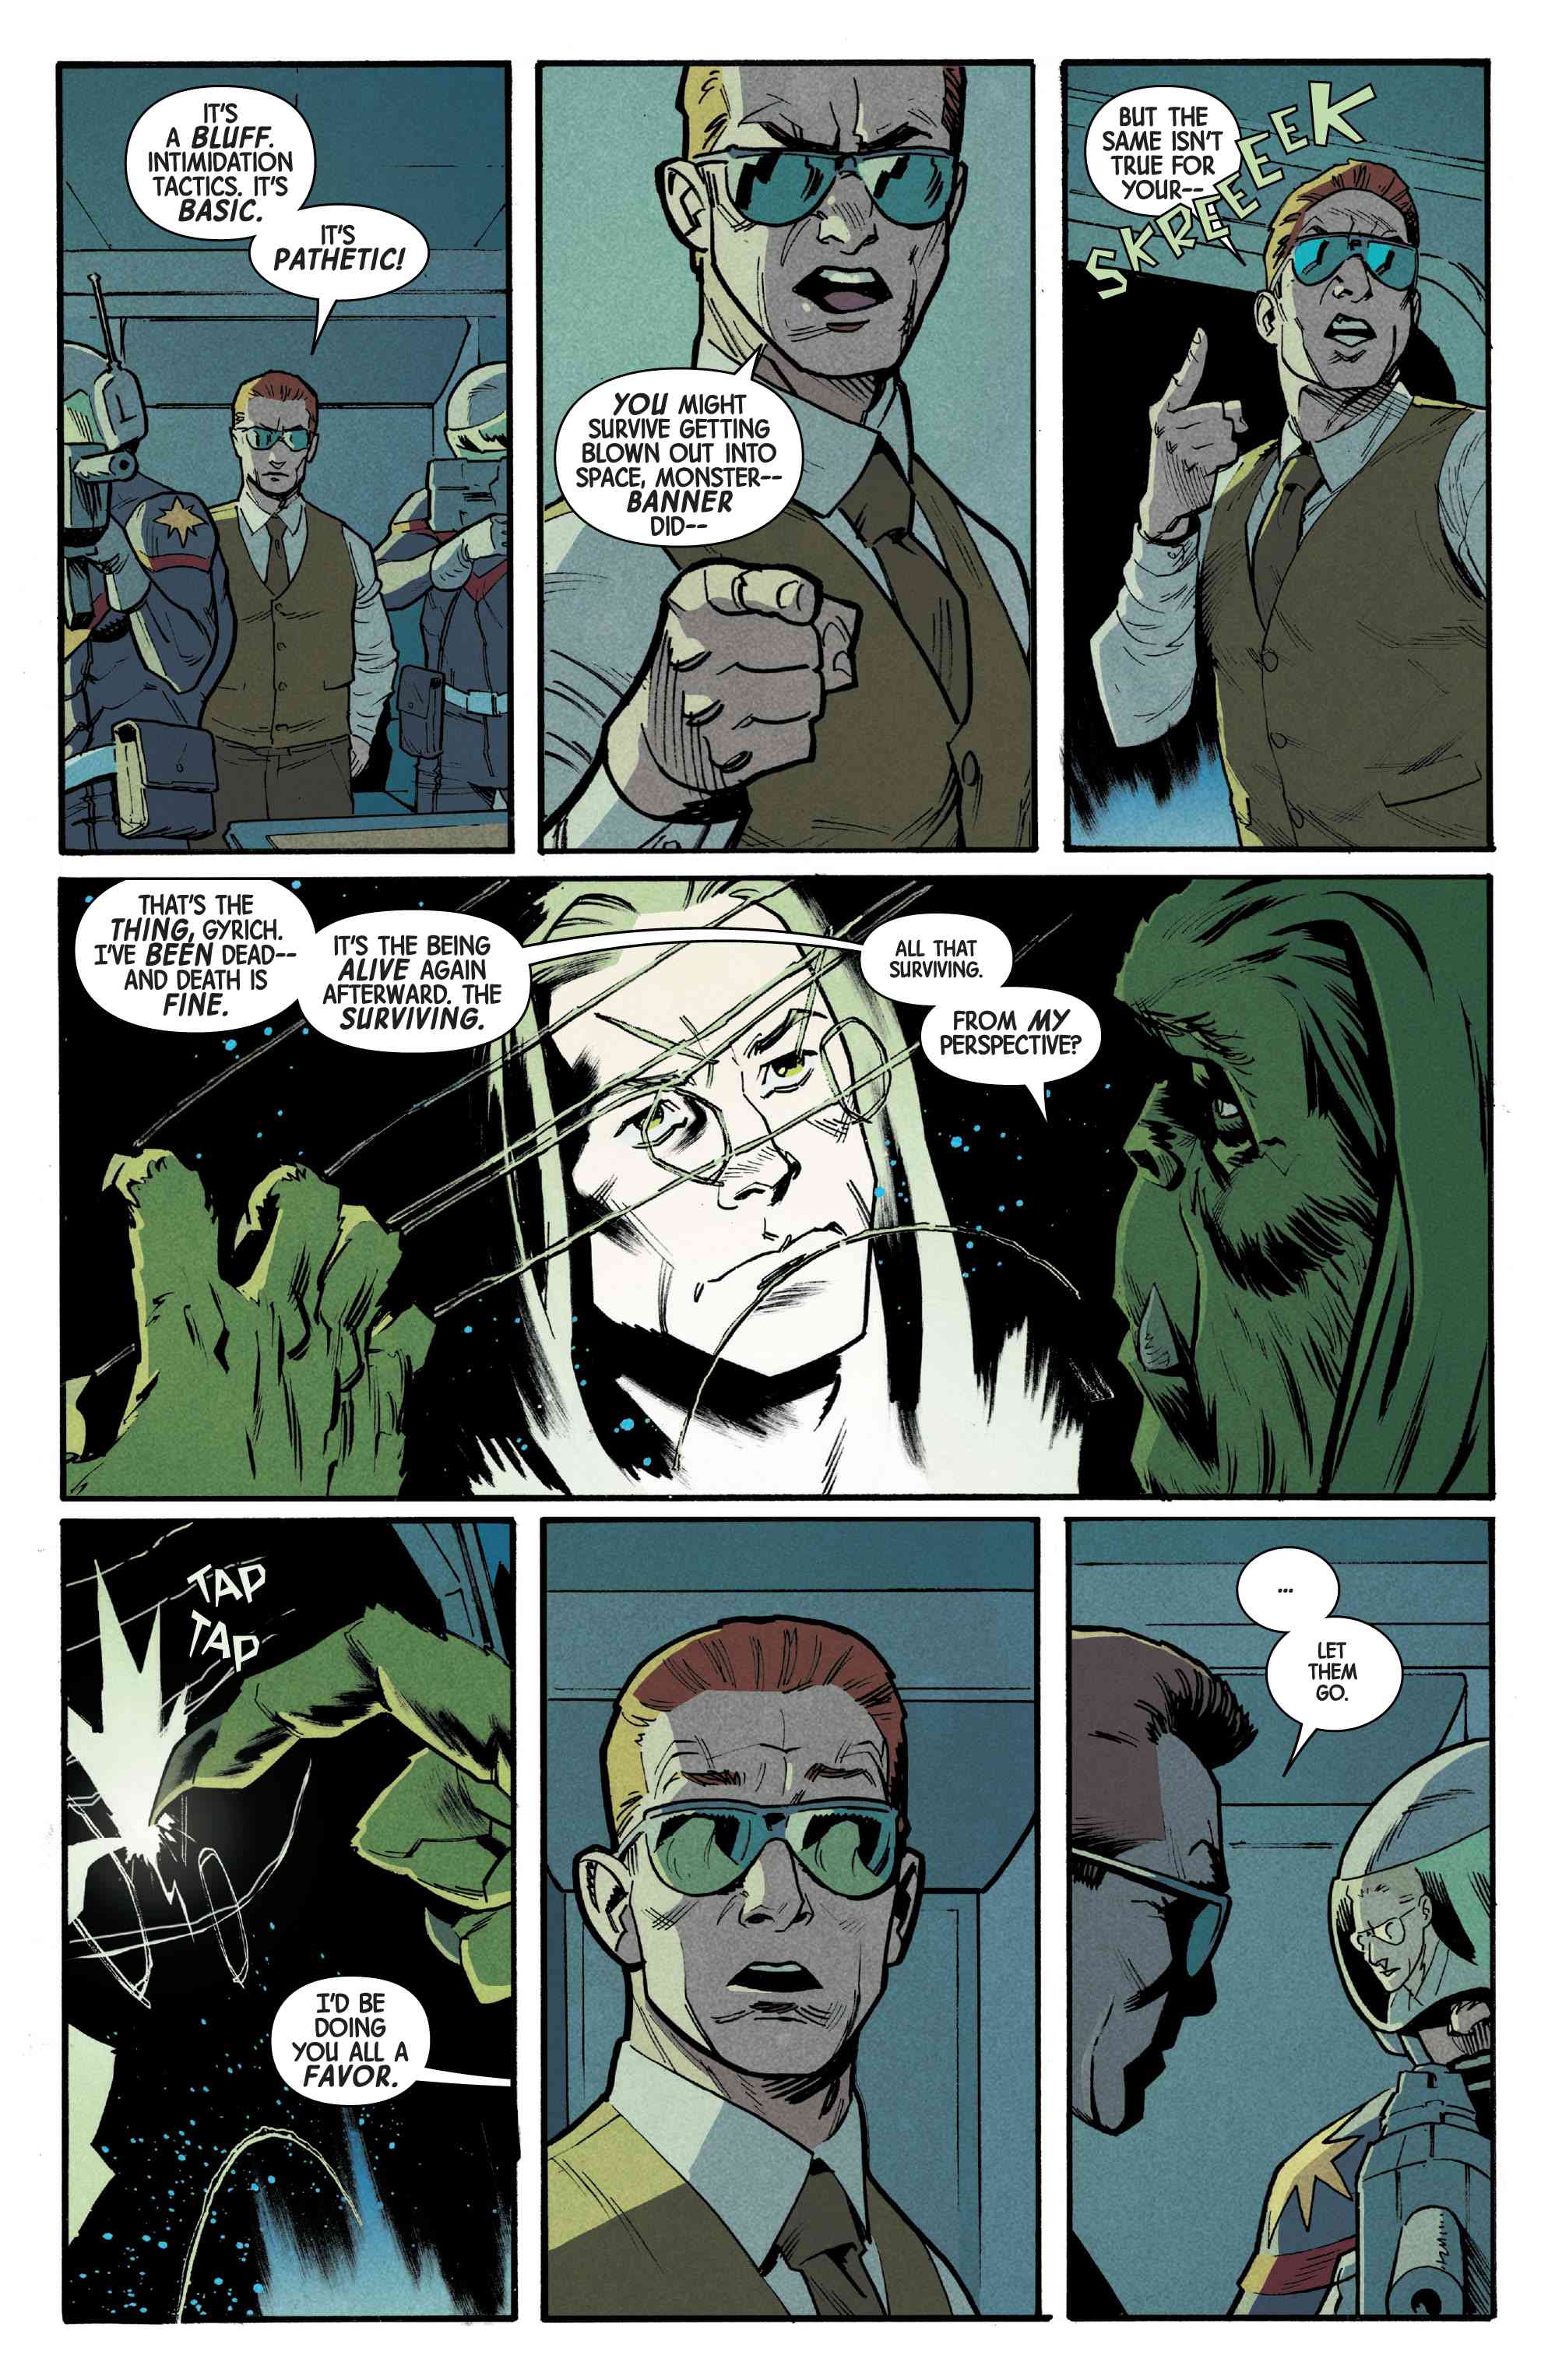 IT'S
A BLUFF.
INTIMIDATION
TACTICS. IT'S
BASIC.
IT'S
PATHETIC!
YOU MIGHT
SURVIVE GETTING
BLOWN OUT INTO
SPACE, MONSTER--
BANNER
DID--
BUT THE
SAME ISN'T
TRUE FOR
YOUR--
SKREEEEEK
THAT'S THE
THING, GYRICH.
I'VE BEEN DEAD--
AND DEATH IS
FINE.
IT'S THE BEING
ALIVE AGAIN
AFTERWARD. THE
SURVIVING.
ALL THAT
SURVIVING.
FROM MY
PERSPECTIVE?
TAP
TAP
I'D BE
DOING
YOU ALL A
FAVOR.
...
LET
THEM
GO.